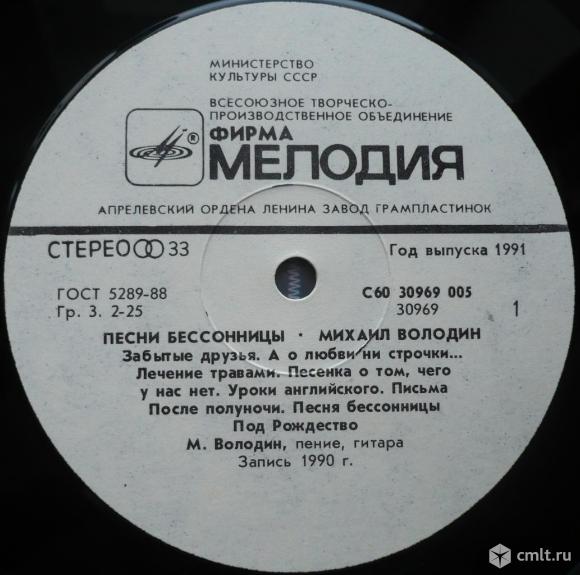 МИНИСТЕРСТВО
КУЛЬТУРЫ СССР
ВСЕСОЮЗНОЕ ТВОРЧЕСКО-
ПРОИЗВОДСТВЕННОЕ ОБЪЕДИНЕНИЕ
ФИРМА
® МЕЛОДИЯ
АПРЕЛЕВСКИЙ ОРДЕНА ЛЕНИНА ЗАВОД ГРАМПЛАСТИНОК
СТЕРЕО 33 Год выпуска 1991
ГОСТ 5289-88 С60 30969 005
Гр. 3. 2-25 30969 1
ПЕСНИ БЕССОННИЦЫ · МИХАИЛ ВОЛОДИН
Забытые друзья. А о любви ни строчки...
Лечение травами. Песенка о том, чего
у нас нет. Уроки английского. Письма
После полуночи. Песня бессонницы
Под Рождество
М. Володин, пение, гитара
Запись 1990 г.
cmlt.ru